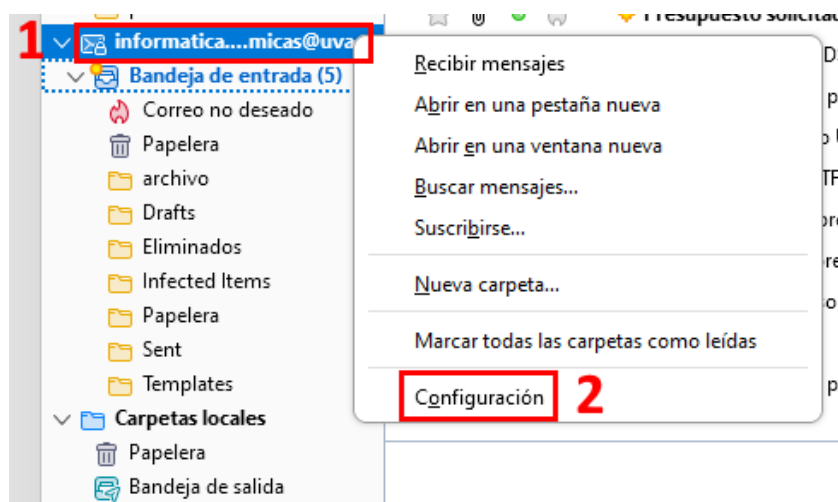 Presupuesto solicita
1
informatica....micas@uva
Bandeja de entrada (5)
Correo no deseado
Papelera
archivo
Drafts
Eliminados
Infected Items
Papelera
Sent
Templates
Carpetas locales
Papelera
Bandeja de salida
Recibir mensajes
Abrir en una pestaña nueva
Abrir en una ventana nueva
Buscar mensajes...
Suscribirse...
Nueva carpeta...
Marcar todas las carpetas como leídas
Configuración 2